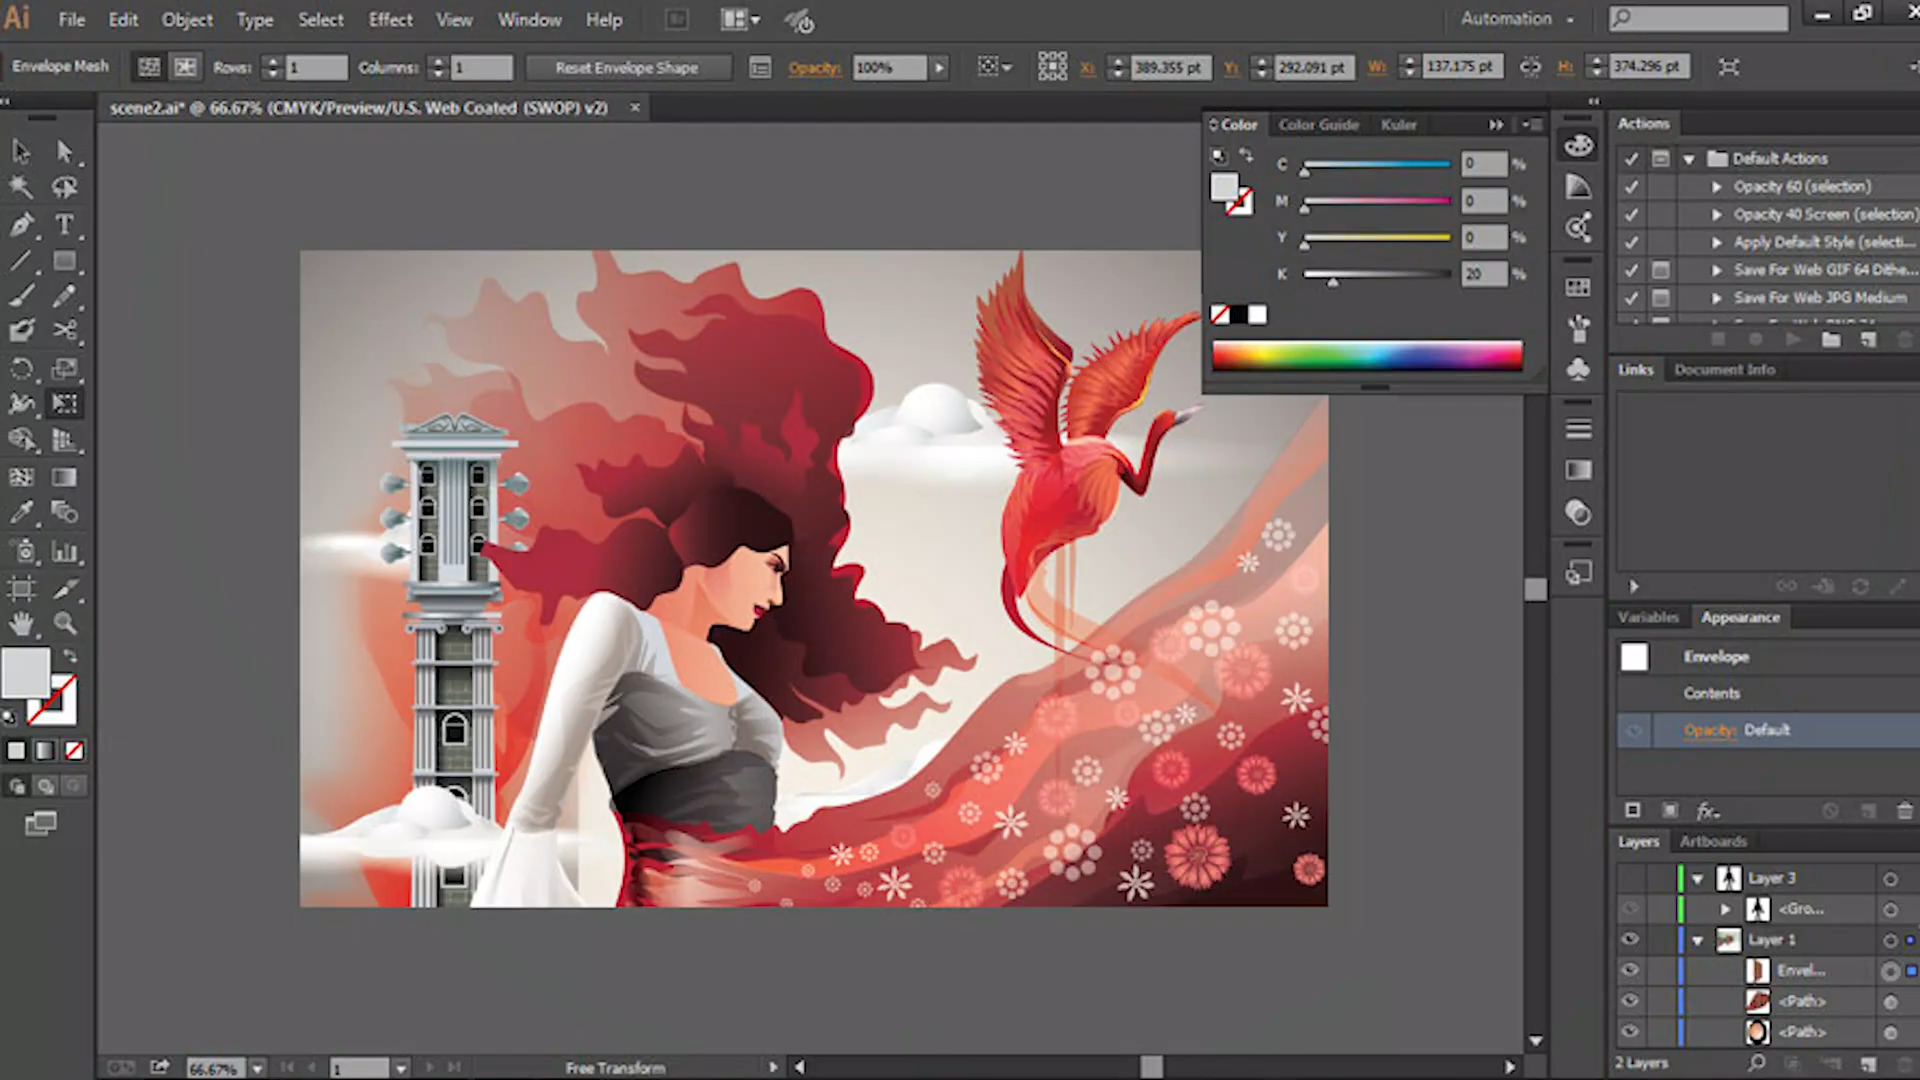 Ai File Edit Object Type Select Effect View Window Help Br Automation
Envelope Mesh Rows: 1 Columns: 1 Reset Envelope Shape Opacity: 100% X: 389.355 pt Y: 292.091 pt W: 137.175 pt H: 374.296 pt
scene2.ai* @ 66.67% (CMYK/Preview/U.S. Web Coated (SWOP) v2)
Color Color Guide Kuler
C 0 %
M 0 %
Y 0 %
K 20 %
Actions
Default Actions
Opacity 60 (selection)
Opacity 40 Screen (selection)
Apply Default Style (selecti...
Save For Web GIF 64 Dithe...
Save For Web JPG Medium
Links Document Info
Variables Appearance
Envelope
Contents
Opacity: Default
fx.
Layers Artboards
Layer 3
<Gro...
Layer 1
Envel...
<Path>
<Path>
2 Layers
66.67% 1 Free Transform